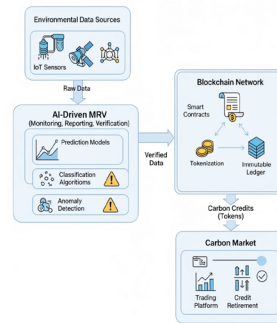 Environmental Data Sources
IoT Sensors
Raw Data
AI-Driven MRV
(Monitoring, Reporting, Verification)
Prediction Models
Classification
Algoritioms
Anomaly
Detection
Verified
Data
Blockchain Network
Smart
Contracts
Tokenization
Immutable
Ledger
Carbon Credits
(Tokens)
Carbon Market
Trading
Platform
Credit
Retirement